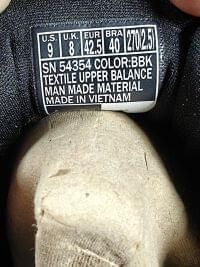 U.S. UK EUR BRA 270(2.5)
9 8 42.5 40
SN 54354 COLOR:BBK
TEXTILE UPPER BALANCE
MAN MADE MATERIAL
MADE IN VIETNAM